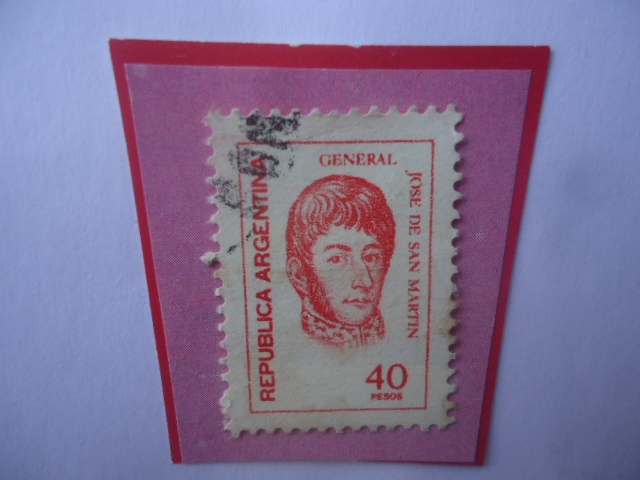 REPUBLICA ARGENTINA
GENERAL
JOSE DE SAN MARTIN
40
PESOS